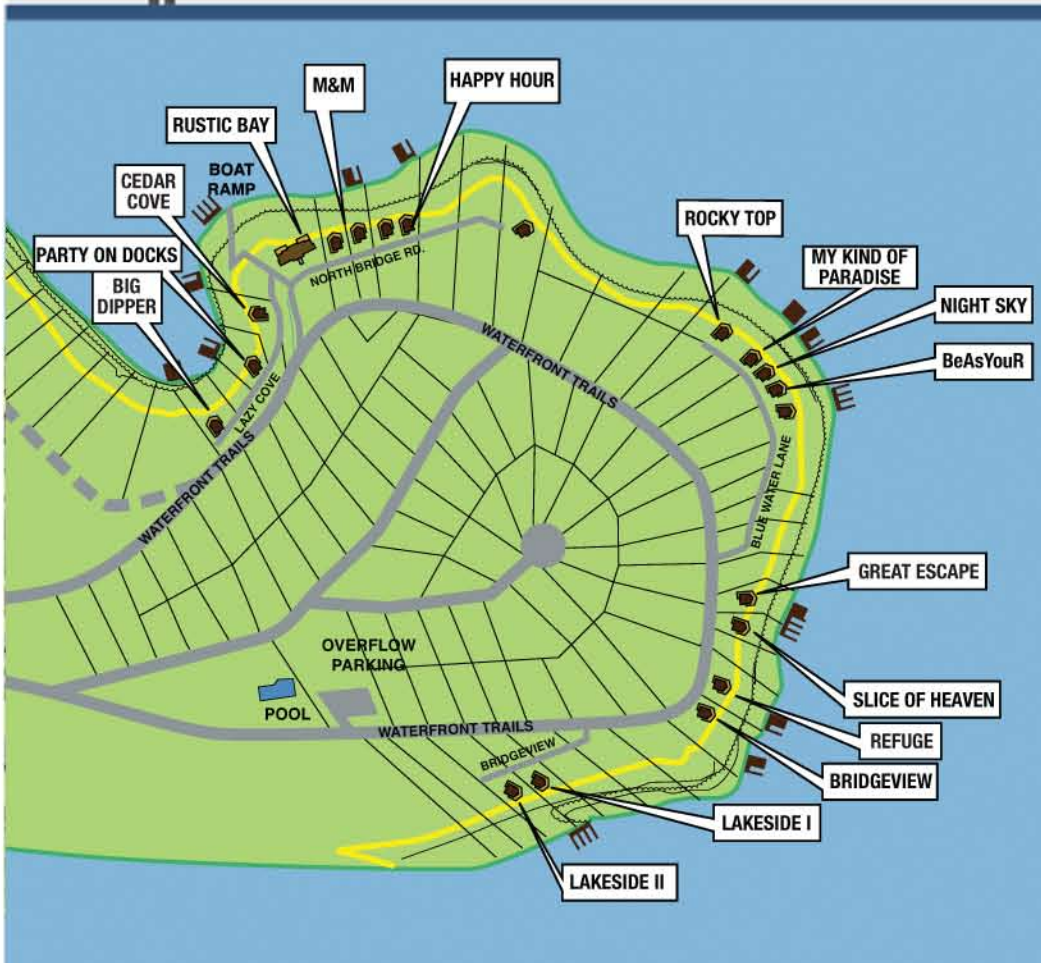 M&M
HAPPY HOUR
RUSTIC BAY
BOAT
RAMP
CEDAR
COVE
ROCKY TOP
PARTY ON DOCKS
MY KIND OF
PARADISE
BIG
DIPPER
NORTH BRIDGE RD.
NIGHT SKY
WATERFRONT TRAILS
BeAsYouR
LAZY COVE
WATERFRONT TRAILS
BLUE WATER LANE
GREAT ESCAPE
OVERFLOW
PARKING
SLICE OF HEAVEN
POOL
WATERFRONT TRAILS
REFUGE
BRIDGEVIEW
BRIDGEVIEW
LAKESIDE I
LAKESIDE II